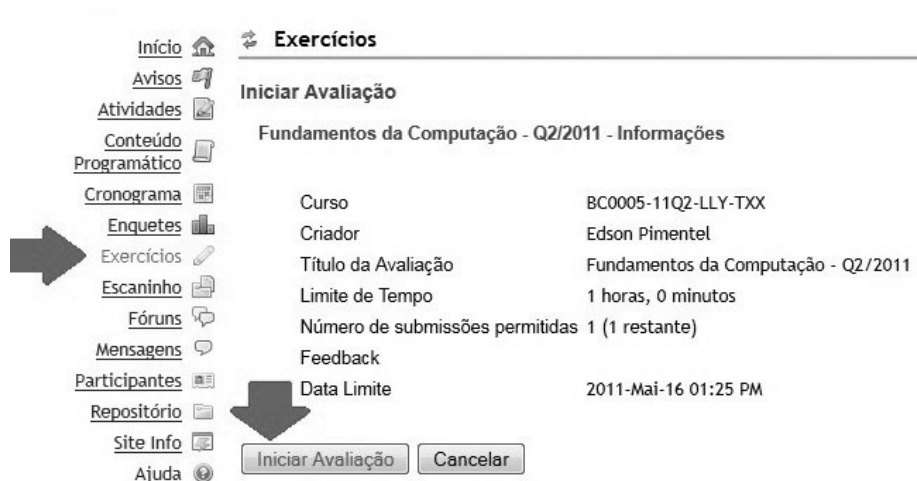 Início
Avisos
Atividades
Conteúdo
Programático
Cronograma
Enquetes
Exercícios
Escaninho
Fóruns
Mensagens
Participantes
Repositório
Site Info
Ajuda
Exercícios
Iniciar Avaliação
Fundamentos da Computação - Q2/2011 - Informações
Curso BC0005-11Q2-LLY-TXX
Criador Edson Pimentel
Título da Avaliação Fundamentos da Computação - Q2/2011
Limite de Tempo 1 horas, 0 minutos
Número de submissões permitidas 1 (1 restante)
Feedback
Data Limite 2011-Mai-16 01:25 PM
Iniciar Avaliação Cancelar